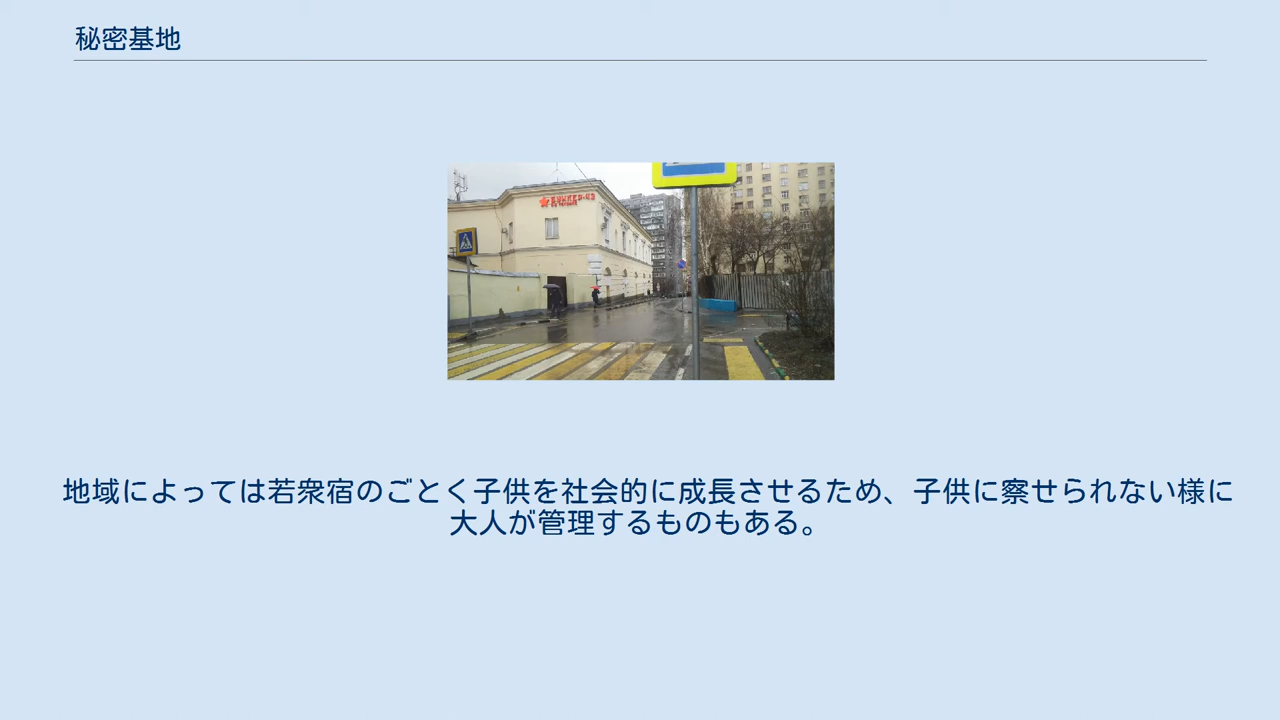 秘密基地
地域によっては若衆宿のごとく子供を社会的に成長させるため、子供に察せられない様に
大人が管理するものもある。